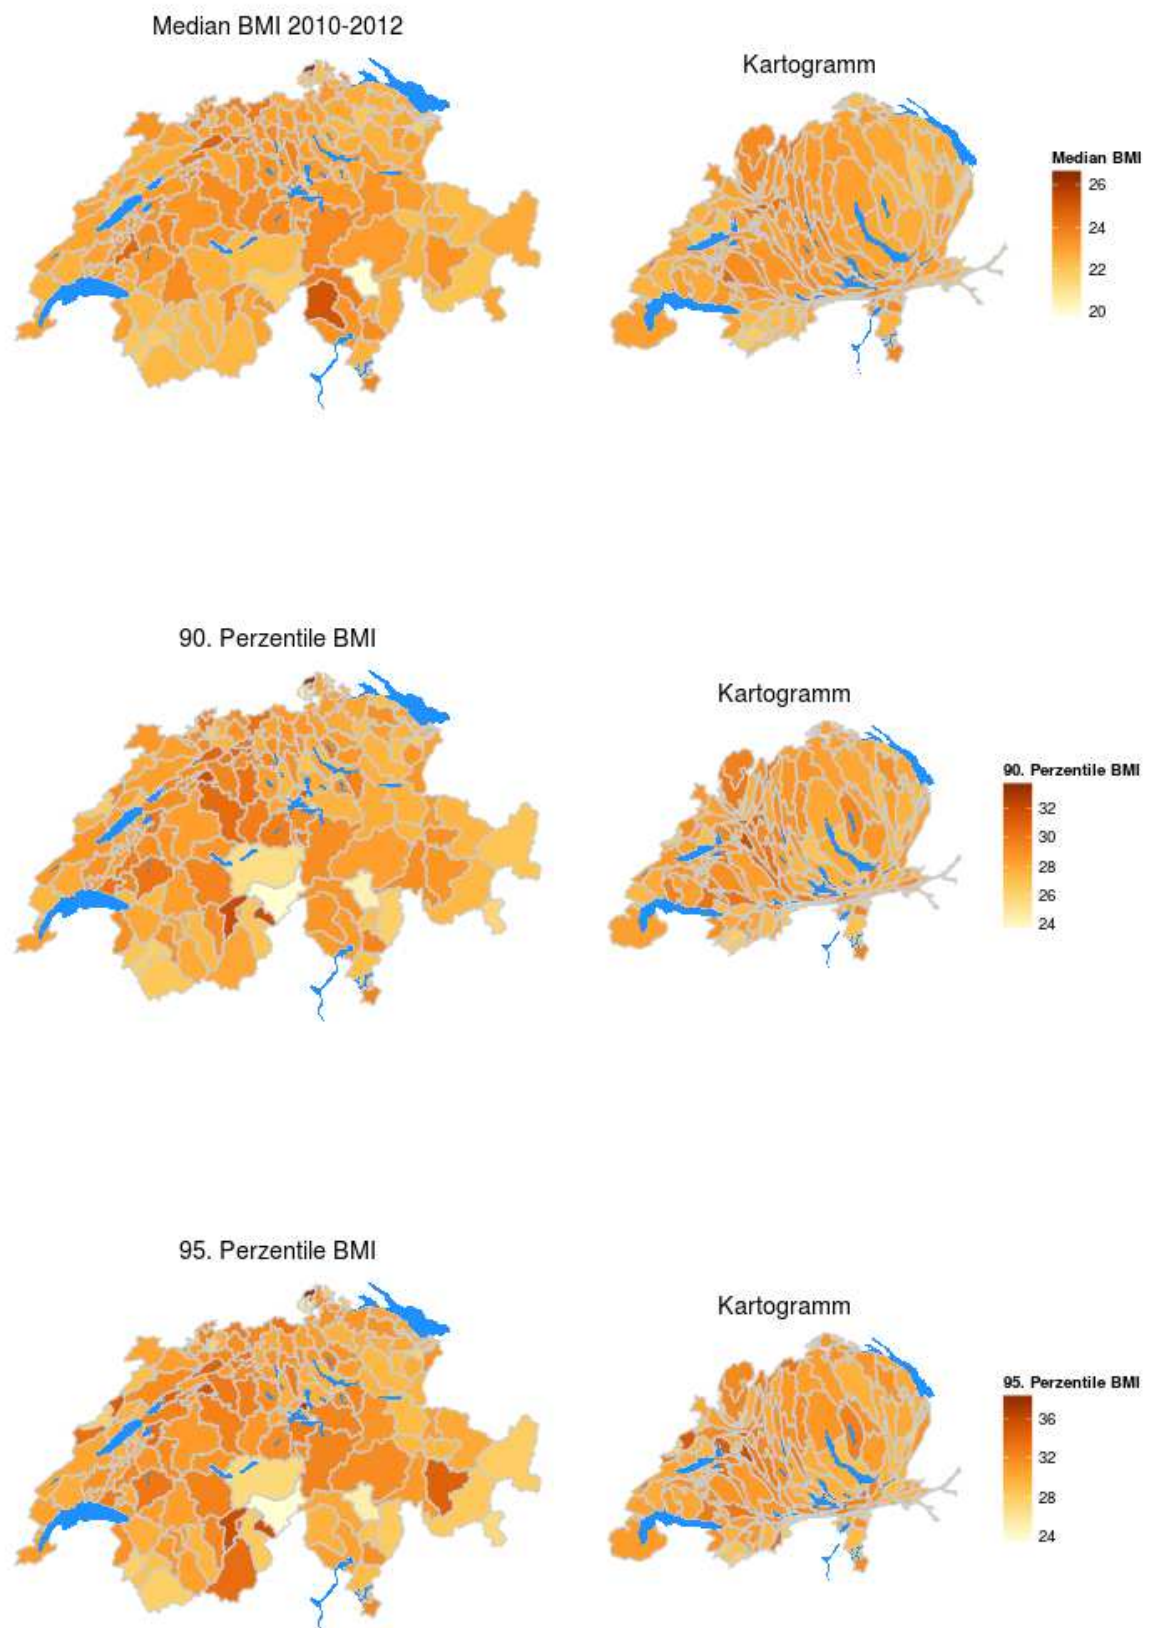 Median BMI 2010-2012
Kartogramm
Median BMI
26
24
22
20
90. Perzentile BMI
Kartogramm
90. Perzentile BMI
32
30
28
26
24
95. Perzentile BMI
Kartogramm
95. Perzentile BMI
36
32
28
24